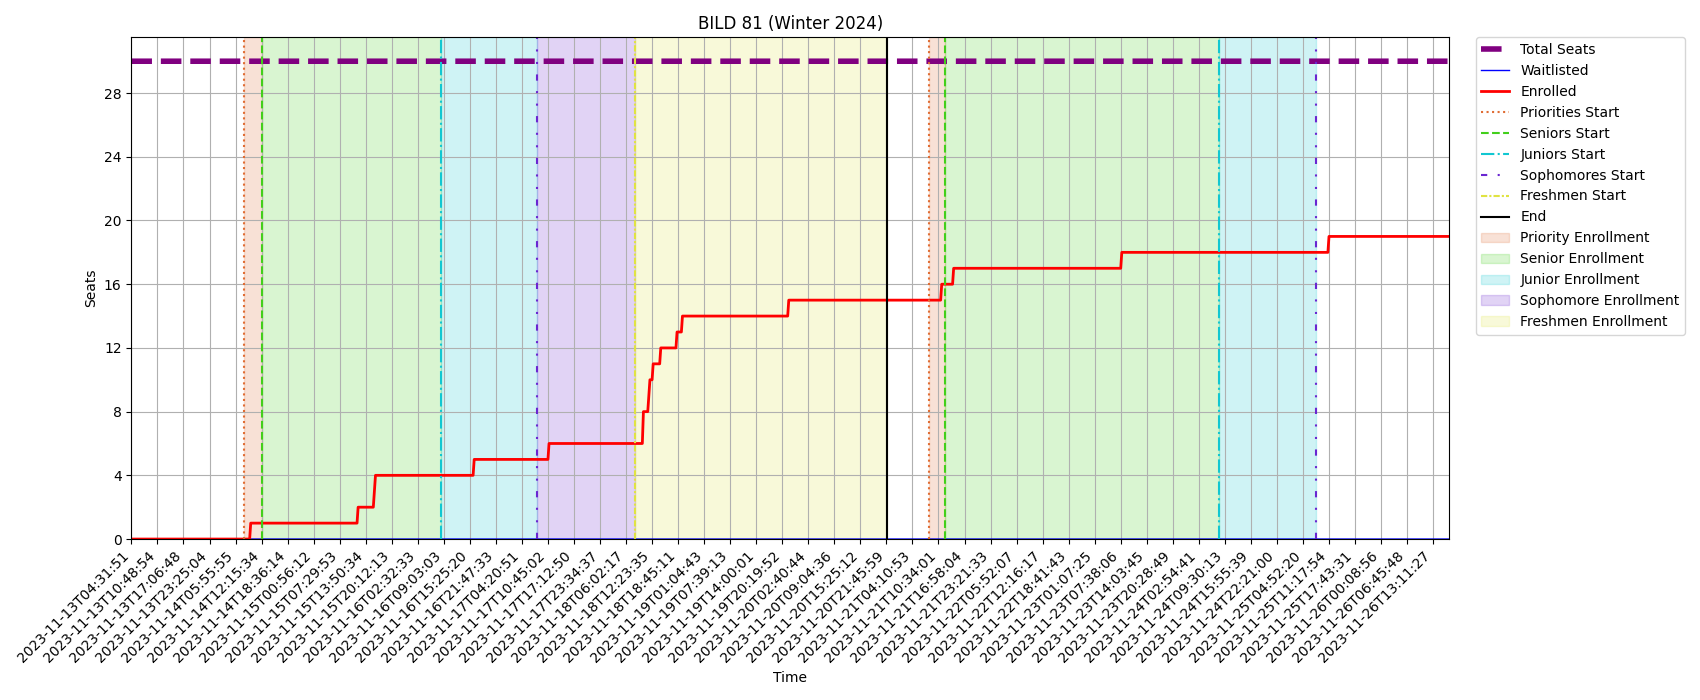 BILD 81 (Winter 2024)
Seats
28
24
20
16
12
8
4
0
2023-11-13T04:31:51
2023-11-13T10:48:54
2023-11-13T17:06:48
2023-11-13T23:25:04
2023-11-14T05:55:55
2023-11-14T12:15:34
2023-11-14T18:36:14
2023-11-15T00:56:12
2023-11-15T07:29:53
2023-11-15T13:50:34
2023-11-15T20:12:13
2023-11-16T02:32:33
2023-11-16T09:03:03
2023-11-16T15:25:20
2023-11-16T21:47:33
2023-11-17T04:20:51
2023-11-17T10:45:02
2023-11-17T17:12:50
2023-11-17T23:34:37
2023-11-18T06:02:17
2023-11-18T12:23:35
2023-11-18T18:45:11
2023-11-19T01:04:43
2023-11-19T07:39:13
2023-11-19T14:00:01
2023-11-19T20:19:52
2023-11-20T02:40:44
2023-11-20T09:04:36
2023-11-20T15:25:12
2023-11-20T21:45:59
2023-11-21T04:10:53
2023-11-21T10:34:01
2023-11-21T16:58:04
2023-11-21T23:21:33
2023-11-22T05:52:07
2023-11-22T12:16:17
2023-11-22T18:41:43
2023-11-23T01:07:25
2023-11-23T07:38:06
2023-11-23T14:03:45
2023-11-23T20:28:49
2023-11-24T02:54:41
2023-11-24T09:30:13
2023-11-24T15:55:39
2023-11-24T22:21:00
2023-11-25T04:52:20
2023-11-25T11:17:54
2023-11-25T17:43:31
2023-11-26T00:08:56
2023-11-26T06:45:48
2023-11-26T13:11:27
Time
Total Seats
Waitlisted
Enrolled
Priorities Start
Seniors Start
Juniors Start
Sophomores Start
Freshmen Start
End
Priority Enrollment
Senior Enrollment
Junior Enrollment
Sophomore Enrollment
Freshmen Enrollment